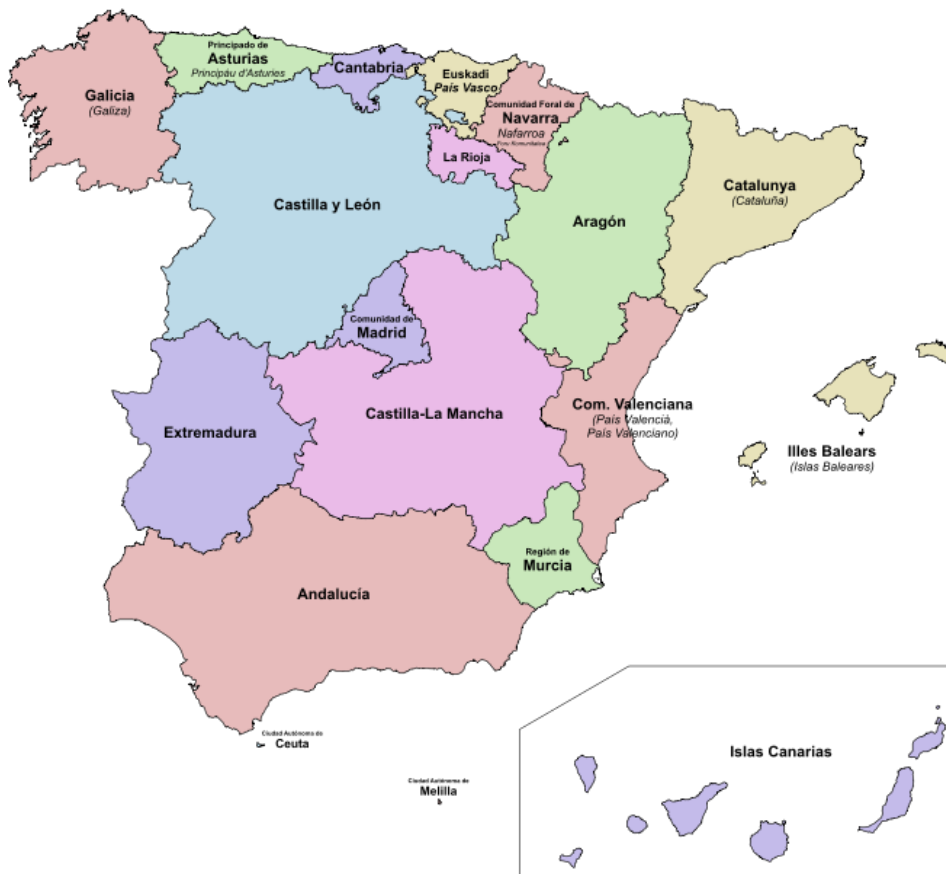 Principado de
Asturias
Principáu d'Asturies
Cantabria
Euskadi
País Vasco
Galicia
(Galiza)
Comunidad Foral de
Navarra
Nafarroa
Foru Komunitatea
La Rioja
Castilla y León
Catalunya
(Cataluña)
Aragón
Comunidad de
Madrid
Castilla-La Mancha
Com. Valenciana
(País Valencià,
País Valenciano)
Extremadura
Illes Balears
(Islas Baleares)
Región de
Murcia
Andalucía
Ciudad Autónoma de
Ceuta
Ciudad Autónoma de
Melilla
Islas Canarias